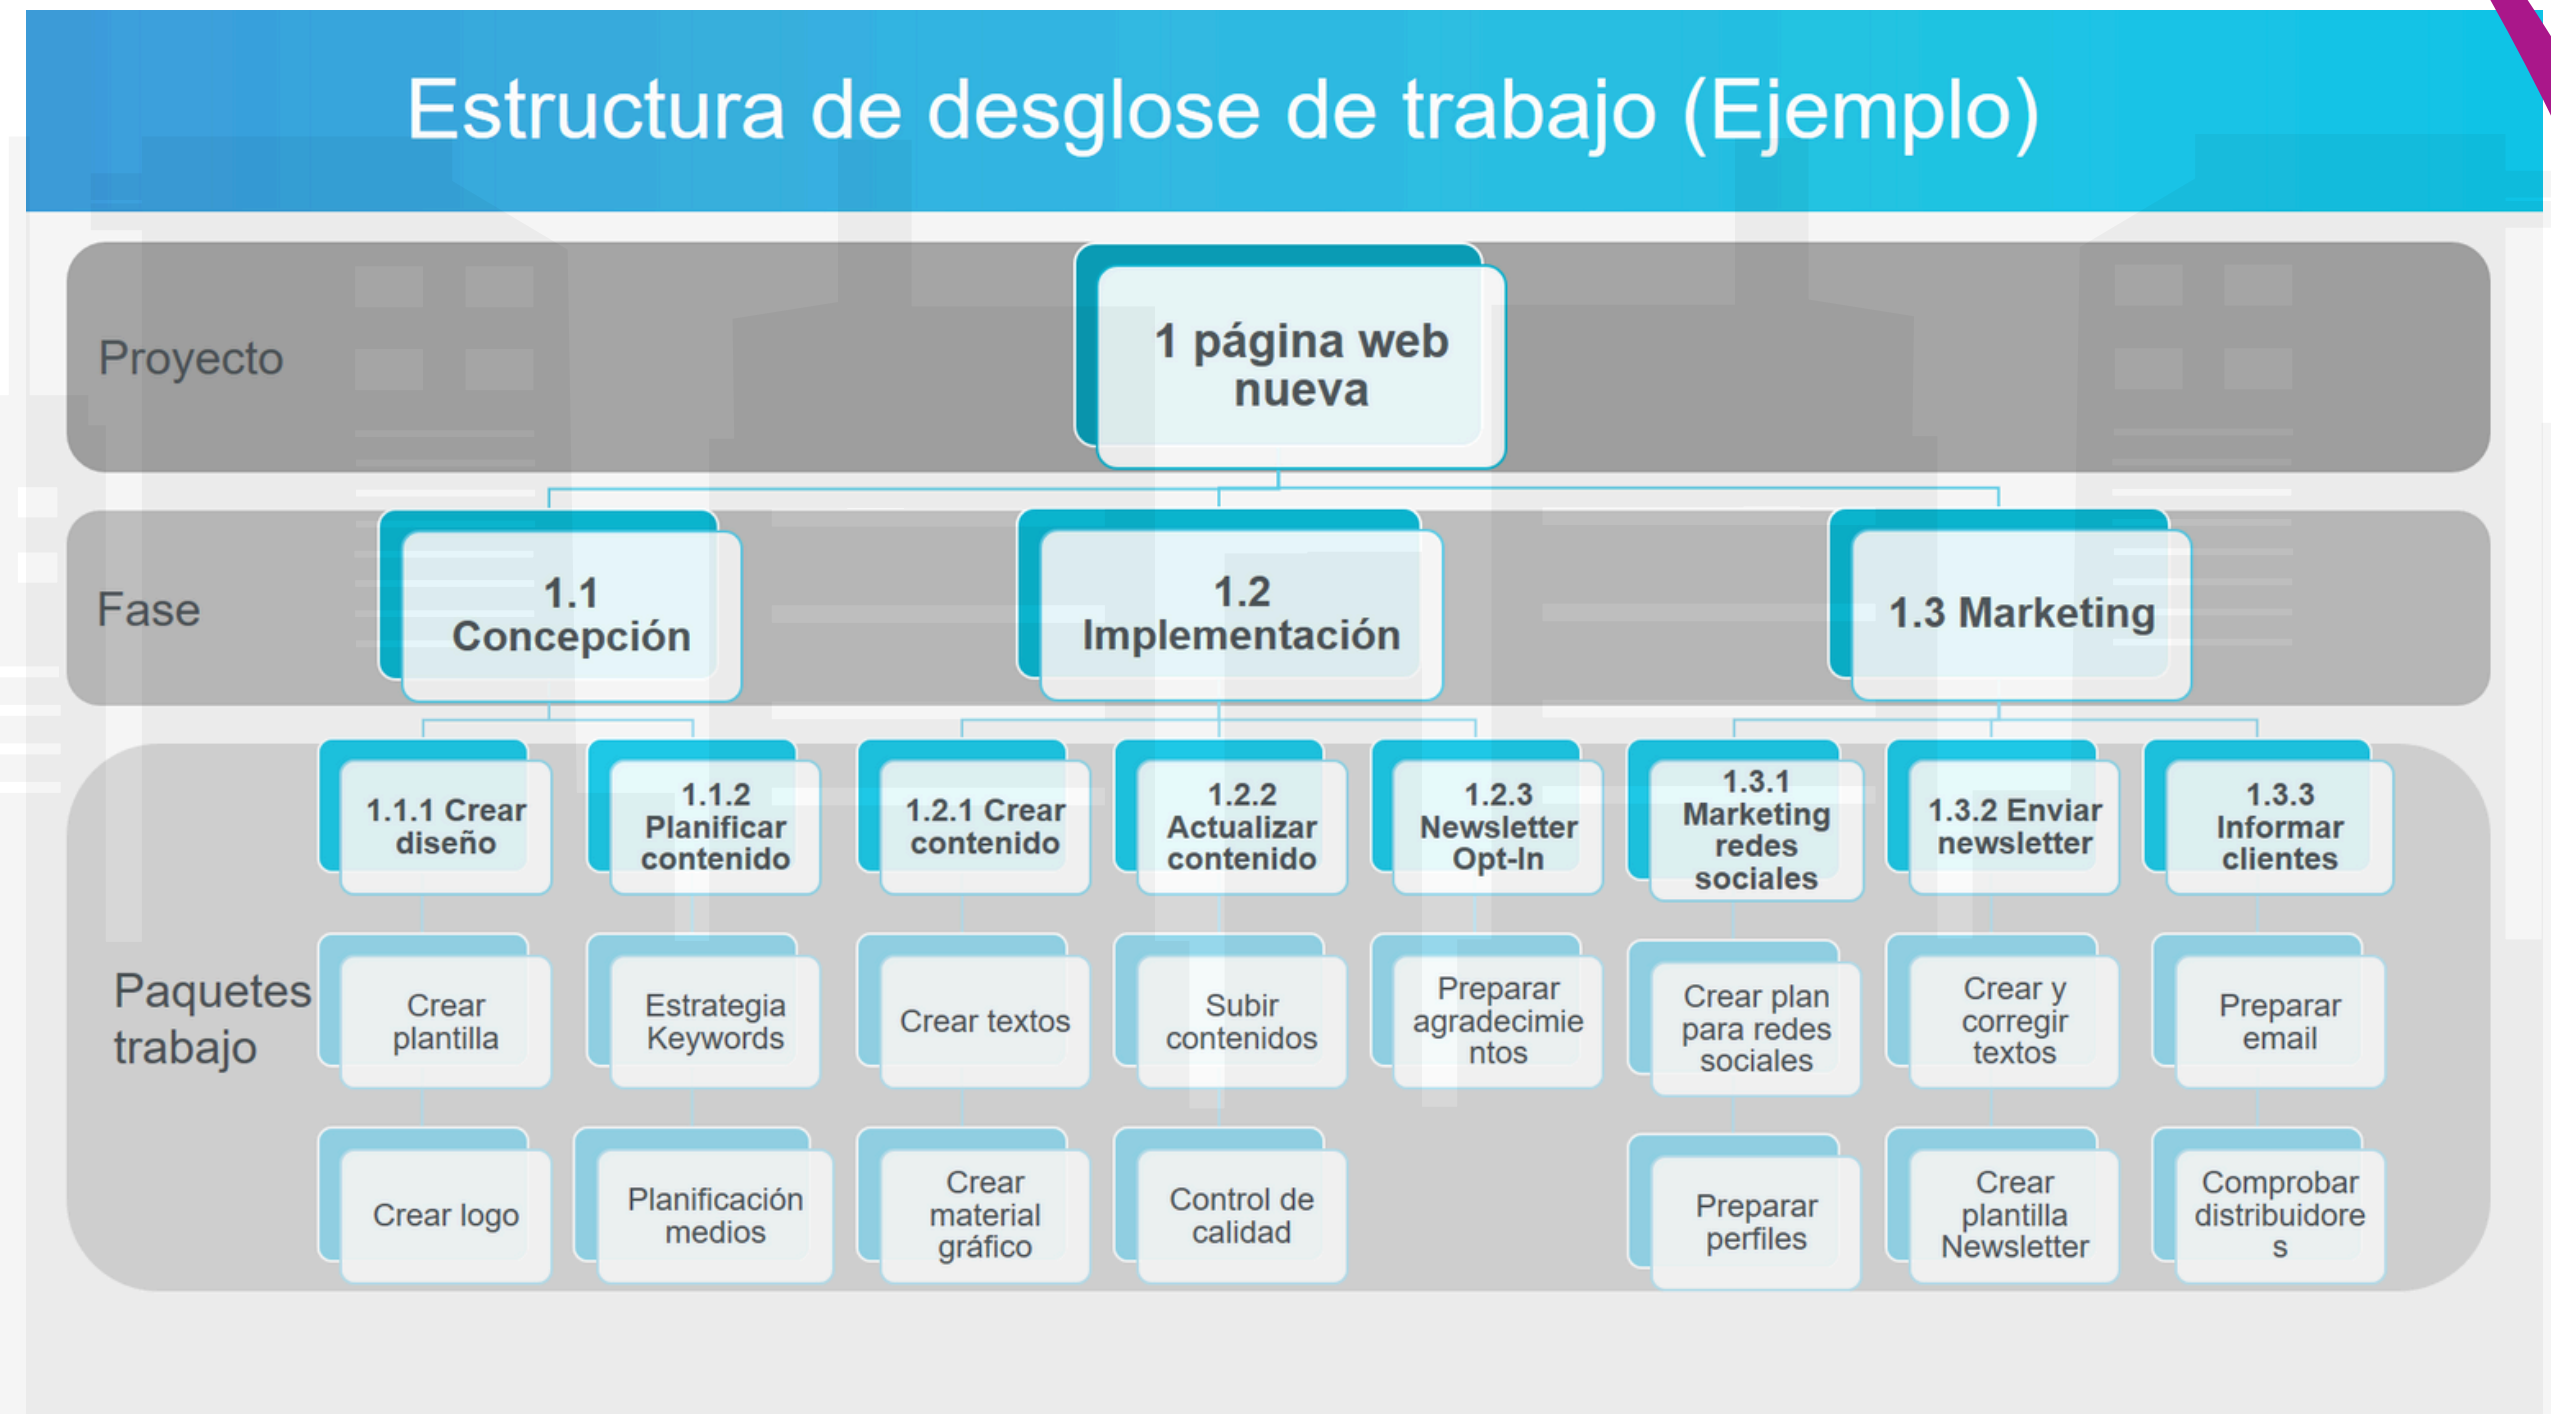 Estructura de desglose de trabajo (Ejemplo)
Proyecto
1 página web
nueva
Fase
1.1
Concepción
1.2
Implementación
1.3 Marketing
Paquetes
trabajo
1.1.1 Crear
diseño
1.1.2
Planificar
contenido
1.2.1 Crear
contenido
1.2.2
Actualizar
contenido
1.2.3
Newsletter
Opt-In
1.3.1
Marketing
redes
sociales
1.3.2 Enviar
newsletter
1.3.3
Informar
clientes
Crear
plantilla
Estrategia
Keywords
Crear textos
Subir
contenidos
Preparar
agradecimie
ntos
Crear plan
para redes
sociales
Crear y
corregir
textos
Preparar
email
Crear logo
Planificación
medios
Crear
material
gráfico
Control de
calidad
Preparar
perfiles
Crear
plantilla
Newsletter
Comprobar
distribuidore
s